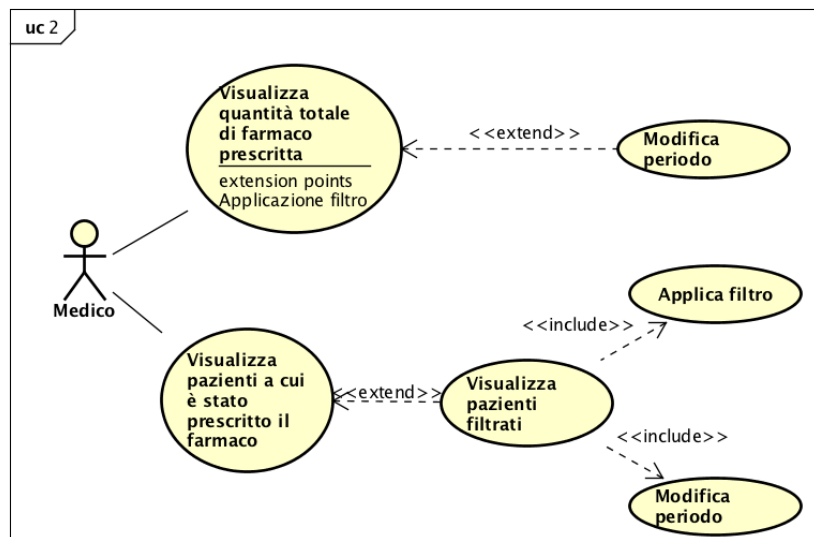 uc 2
Visualizza
quantità totale
di farmaco
prescritta
extension points
Applicazione filtro
<<extend>>
Modifica
periodo
Medico
Applica filtro
<<include>>
Visualizza
pazienti a cui
è stato
prescritto il
farmaco
<<extend>>
Visualizza
pazienti
filtrati
<<include>>
Modifica
periodo